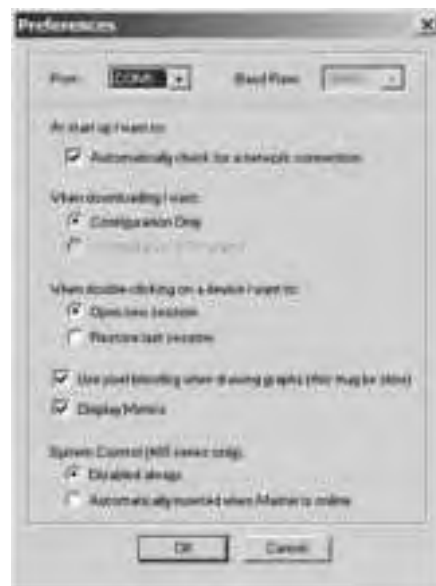 Preferences
Port: COM1
Baud Rate:
At start up I want to:
Automatically check for a network connection
When downloading I want:
Configuration Only
When double-clicking on a device I want to:
Open new session
Restore last session
Use pixel blending when drawing graphs (this may be slow)
Display Metrics
System Control (400 series only):
Disabled always
Automatically inserted when Master is online
OK
Cancel